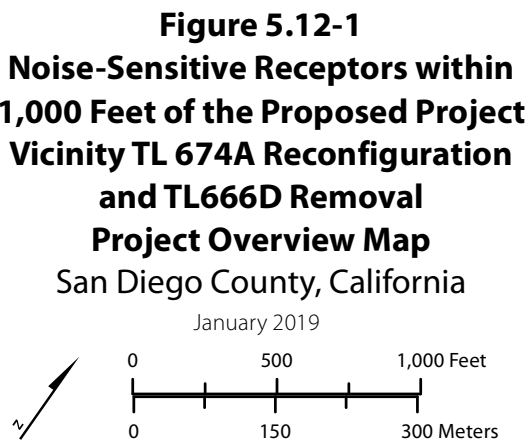 Figure 5.12-1
Noise-Sensitive Receptors within
1,000 Feet of the Proposed Project
Vicinity TL 674A Reconfiguration
and TL666D Removal
Project Overview Map
San Diego County, California
January 2019
0 500 1,000 Feet
0 150 300 Meters
N